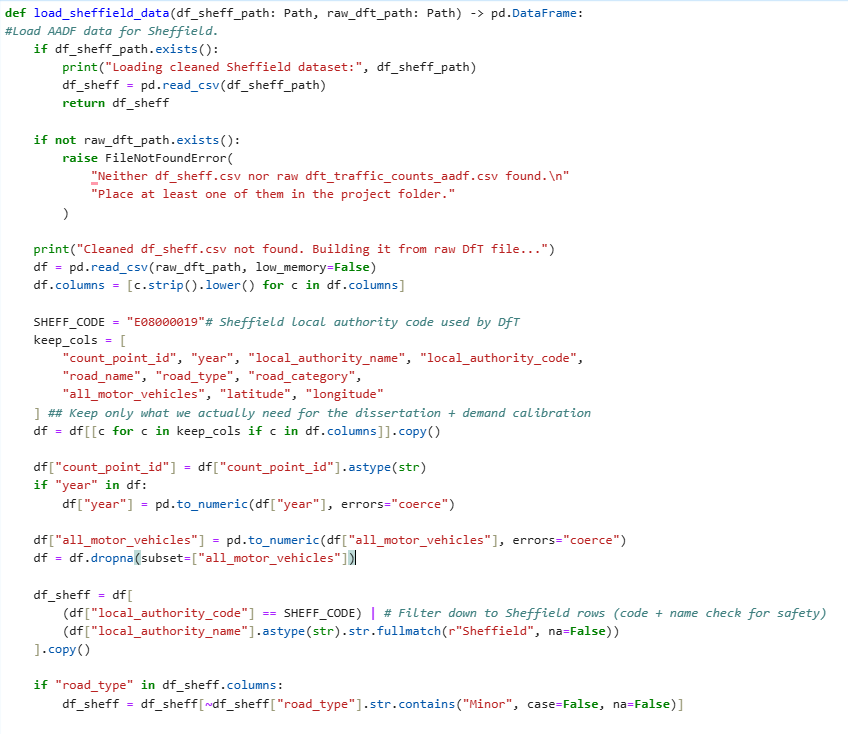 def load_sheffield_data(df_sheff_path: Path, raw_dft_path: Path) -> pd.DataFrame:
#Load AADF data for Sheffield.
    if df_sheff_path.exists():
        print("Loading cleaned Sheffield dataset:", df_sheff_path)
        df_sheff = pd.read_csv(df_sheff_path)
        return df_sheff

    if not raw_dft_path.exists():
        raise FileNotFoundError(
            "Neither df_sheff.csv nor raw dft_traffic_counts_aadf.csv found.\n"
            "Place at least one of them in the project folder."
        )

    print("Cleaned df_sheff.csv not found. Building it from raw DfT file...")
    df = pd.read_csv(raw_dft_path, low_memory=False)
    df.columns = [c.strip().lower() for c in df.columns]

    SHEFF_CODE = "E08000019"# Sheffield local authority code used by DfT
    keep_cols = [
        "count_point_id", "year", "local_authority_name", "local_authority_code",
        "road_name", "road_type", "road_category",
        "all_motor_vehicles", "latitude", "longitude"
    ] ## Keep only what we actually need for the dissertation + demand calibration
    df = df[[c for c in keep_cols if c in df.columns]].copy()

    df["count_point_id"] = df["count_point_id"].astype(str)
    if "year" in df:
        df["year"] = pd.to_numeric(df["year"], errors="coerce")

    df["all_motor_vehicles"] = pd.to_numeric(df["all_motor_vehicles"], errors="coerce")
    df = df.dropna(subset=["all_motor_vehicles"])

    df_sheff = df[
        (df["local_authority_code"] == SHEFF_CODE) | # Filter down to Sheffield rows (code + name check for safety)
        (df["local_authority_name"].astype(str).str.fullmatch(r"Sheffield", na=False))
    ].copy()

    if "road_type" in df_sheff.columns:
        df_sheff = df_sheff[~df_sheff["road_type"].str.contains("Minor", case=False, na=False)]